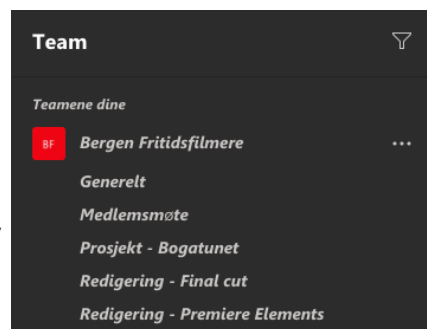 Team
Teamene dine
BF Bergen Fritidsfilmere ...
Generelt
Medlemsmøte
Prosjekt - Bogatunet
Redigering - Final cut
Redigering - Premiere Elements